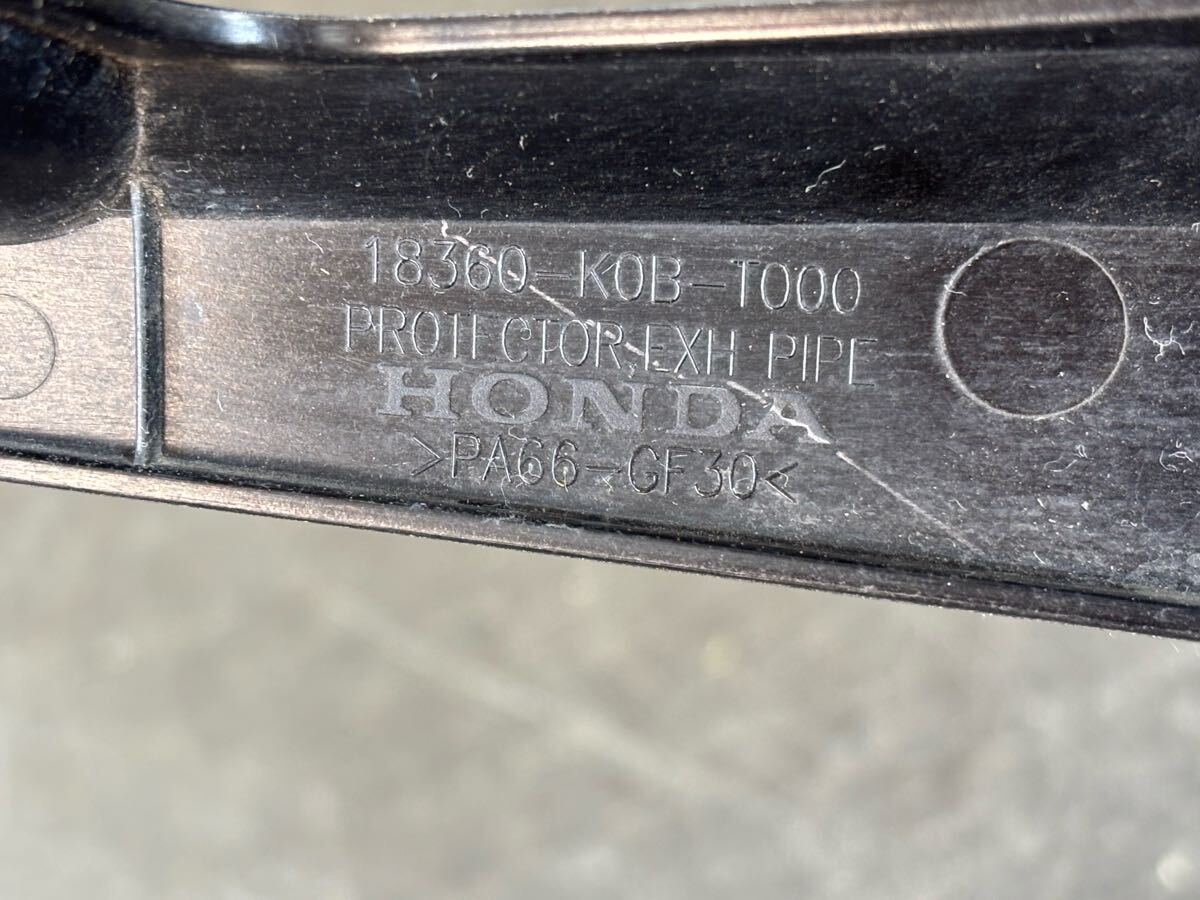 18360-K0B-T000
PROTECTOR,EXH PIPE
HONDA
>PA66-GF30<